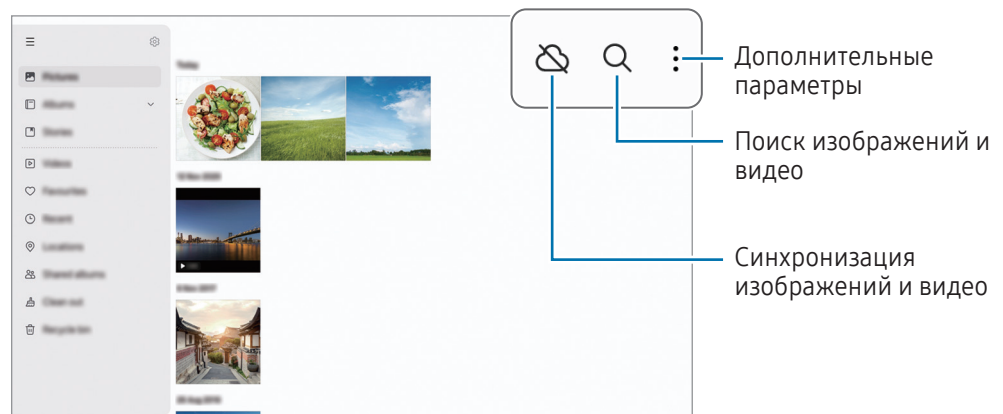 Pictures
Albums
Stories
Videos
Favourites
Recent
Locations
Shared albums
Clean out
Recycle bin
Today
Дополнительные
параметры
Поиск изображений и
видео
Синхронизация
изображений и видео